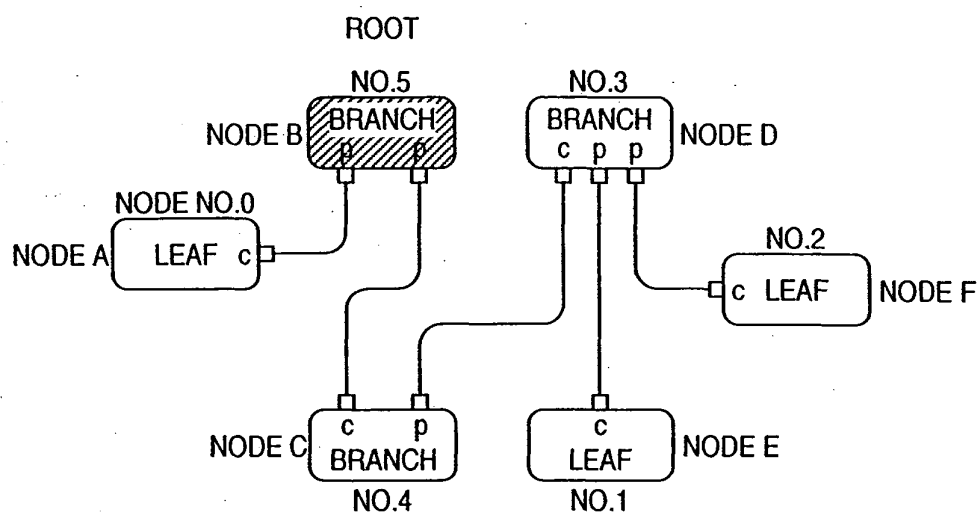 ROOT
NO.5
NO.3
NODE B
BRANCH
p p
BRANCH
c p p
NODE D
NODE NO.0
NODE A
LEAF c
NO.2
c LEAF
NODE F
NODE C
c p
BRANCH
NO.4
c
LEAF
NO.1
NODE E